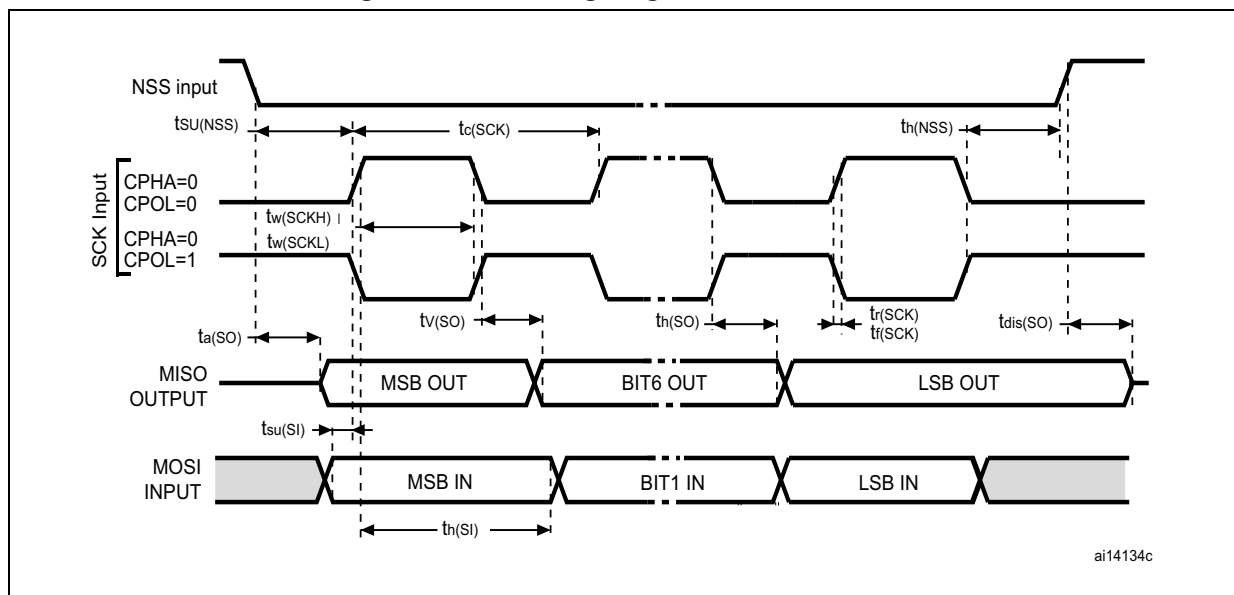 NSS input
tSU(NSS)
tc(SCK)
th(NSS)
SCK Input
CPHA=0
CPOL=0
tw(SCKH)
CPHA=0
CPOL=1
tw(SCKL)
ta(SO)
tV(SO)
th(SO)
tr(SCK)
tf(SCK)
tdis(SO)
MISO
OUTPUT
MSB OUT
BIT6 OUT
LSB OUT
tsu(SI)
MOSI
INPUT
MSB IN
BIT1 IN
LSB IN
th(SI)
ai14134c